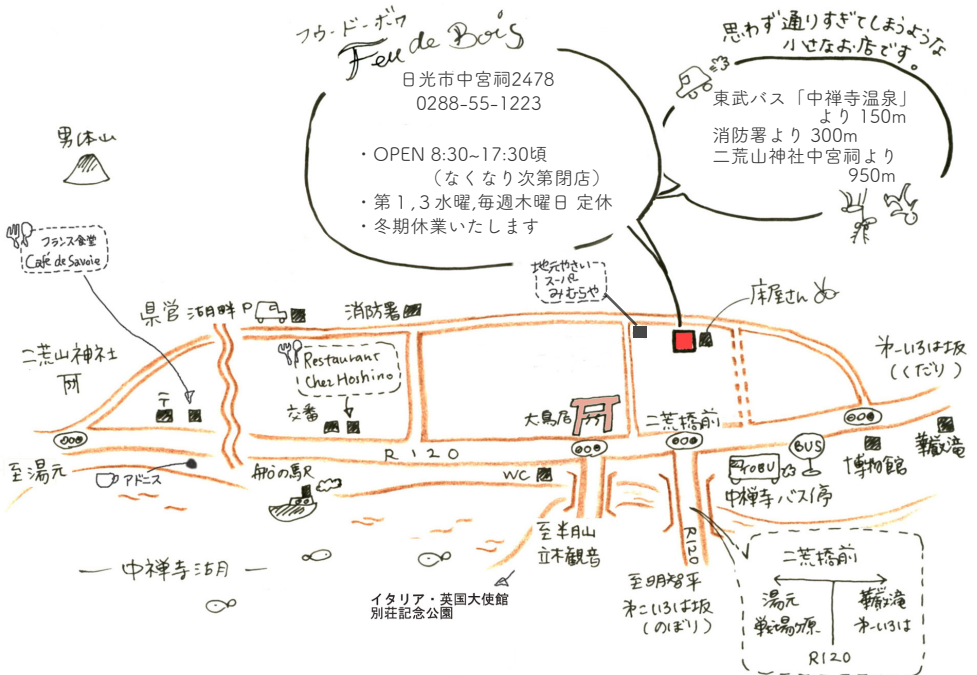 フウ・ドー・ボワ
Feu de Bois
日光市中宮祠2478
0288-55-1223
・OPEN 8:30~17:30頃
(なくなり次第閉店)
・第1,3水曜,毎週木曜日 定休
・冬期休業いたします
思わず通りすぎてしまうような
小さなお店です。
東武バス「中禅寺温泉」
より 150m
消防署より 300m
二荒山神社中宮祠より
950m
男体山
フランス食堂
Café de Savoie
地元やさいー
スーパー
みむらや
床屋さん
県営 湖畔 P
消防署
二荒山神社
Restaurant
Chez Hoshino
〒
交番
大鳥居
二荒橋前
第一いろは坂
(くだり)
R120
BUS
TOBU
中禅寺バス停
博物館
華厳滝
至湯元
アドニス
船の駅
WC
至半月山
立木観音
R120
至明智平
第二いろは坂
(のぼり)
中禅寺湖
イタリア・英国大使館
別荘記念公園
二荒橋前
湯元
戦場ヶ原
華厳滝
第一いろは
R120